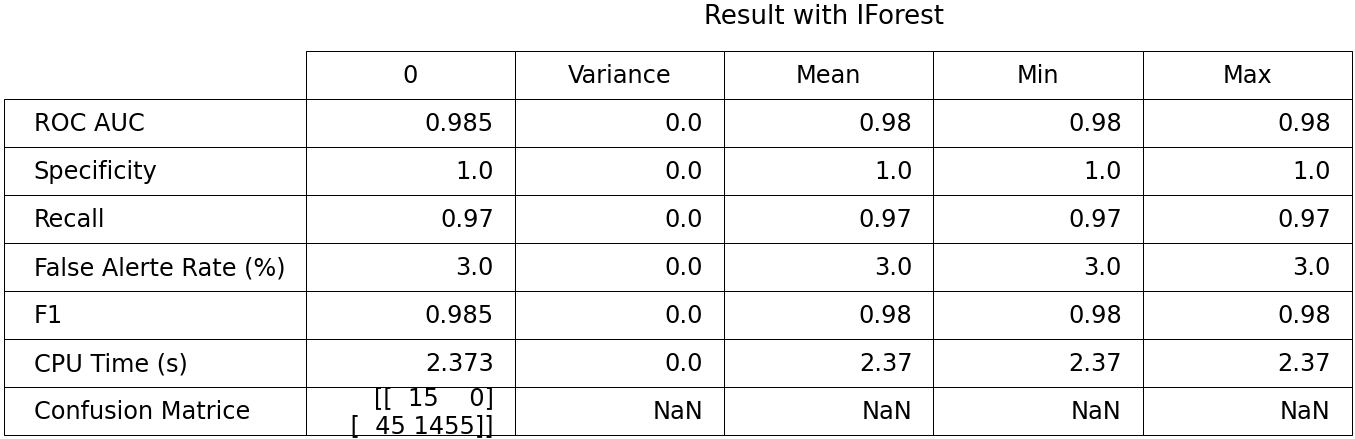 Result with IForest
0 Variance Mean Min Max
ROC AUC 0.985 0.0 0.98 0.98 0.98
Specificity 1.0 0.0 1.0 1.0 1.0
Recall 0.97 0.0 0.97 0.97 0.97
False Alerte Rate (%) 3.0 0.0 3.0 3.0 3.0
F1 0.985 0.0 0.98 0.98 0.98
CPU Time (s) 2.373 0.0 2.37 2.37 2.37
Confusion Matrice [[ 15 0]
[ 45 1455]] NaN NaN NaN NaN